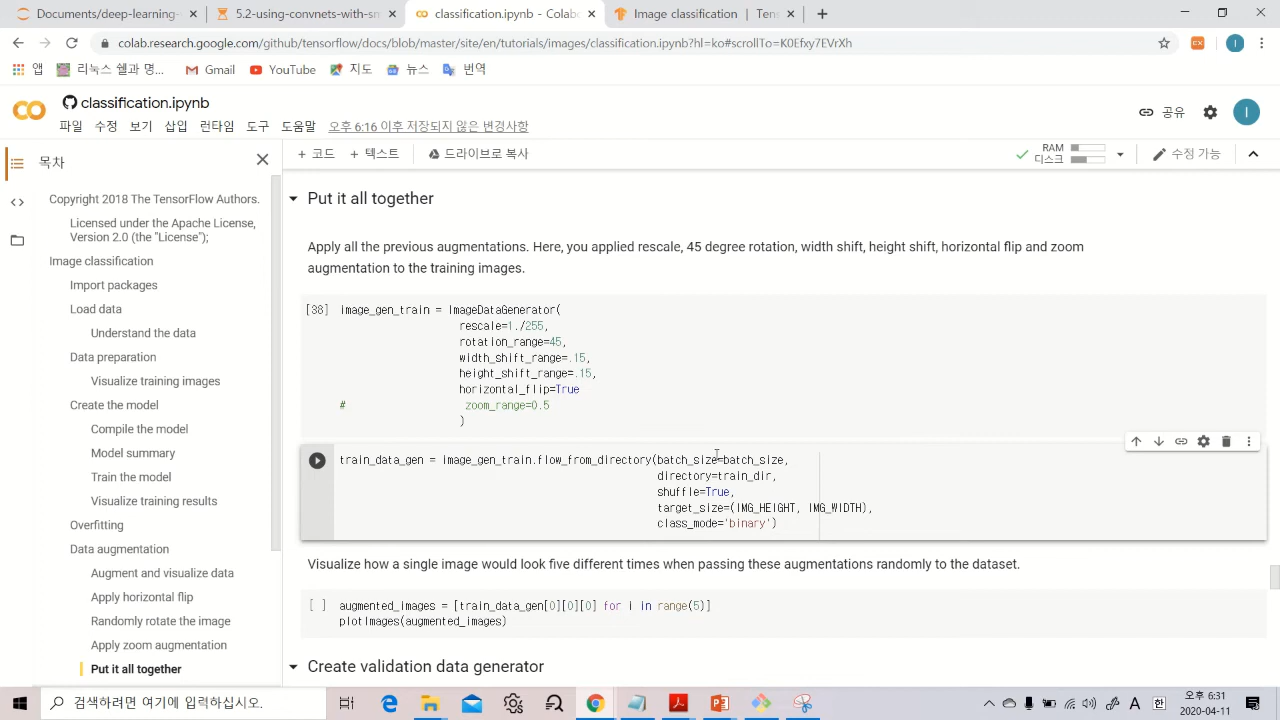 5.2-using-convnets-with-sm
classification.ipynb - Colab
Image classification | Tens
colab.research.google.com/github/tensorflow/docs/blob/master/site/en/tutorials/images/classification.ipynb?hl=ko#scrollTo=K0Efxy7EVrXh
앱
리눅스 쉘과 명...
Gmail
YouTube
지도
뉴스
번역
classification.ipynb
공유
파일 수정 보기 삽입 런타임 도구 도움말 오후 6:16 이후 저장되지 않은 변경사항
목차
+ 코드 + 텍스트
드라이브로 복사
RAM
디스크
수정 가능
Copyright 2018 The TensorFlow Authors.
Licensed under the Apache License,
Version 2.0 (the "License");
Image classification
Import packages
Load data
Understand the data
Data preparation
Visualize training images
Create the model
Compile the model
Model summary
Train the model
Visualize training results
Overfitting
Data augmentation
Augment and visualize data
Apply horizontal flip
Randomly rotate the image
Apply zoom augmentation
Put it all together
Put it all together
Apply all the previous augmentations. Here, you applied rescale, 45 degree rotation, width shift, height shift, horizontal flip and zoom
augmentation to the training images.
[38] image_gen_train = ImageDataGenerator(
rescale=1./255,
rotation_range=45,
width_shift_range=.15,
height_shift_range=.15,
horizontal_flip=True
# zoom_range=0.5
)
train_data_gen = image_gen_train.flow_from_directory(batch_size=batch_size,
directory=train_dir,
shuffle=True,
target_size=(IMG_HEIGHT, IMG_WIDTH),
class_mode='binary')
Visualize how a single image would look five different times when passing these augmentations randomly to the dataset.
[ ] augmented_images = [train_data_gen[0][0][0] for i in range(5)]
plotImages(augmented_images)
Create validation data generator
검색하려면 여기에 입력하십시오.
A
한
오후 6:31
2020-04-11